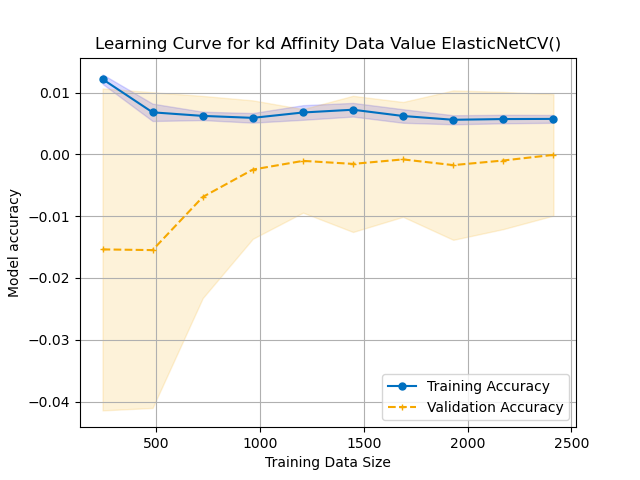 Learning Curve for kd Affinity Data Value ElasticNetCV()
0.01
0.00
−0.01
−0.02
−0.03
−0.04
Model accuracy
Training Accuracy
Validation Accuracy
500
1000
1500
2000
2500
Training Data Size